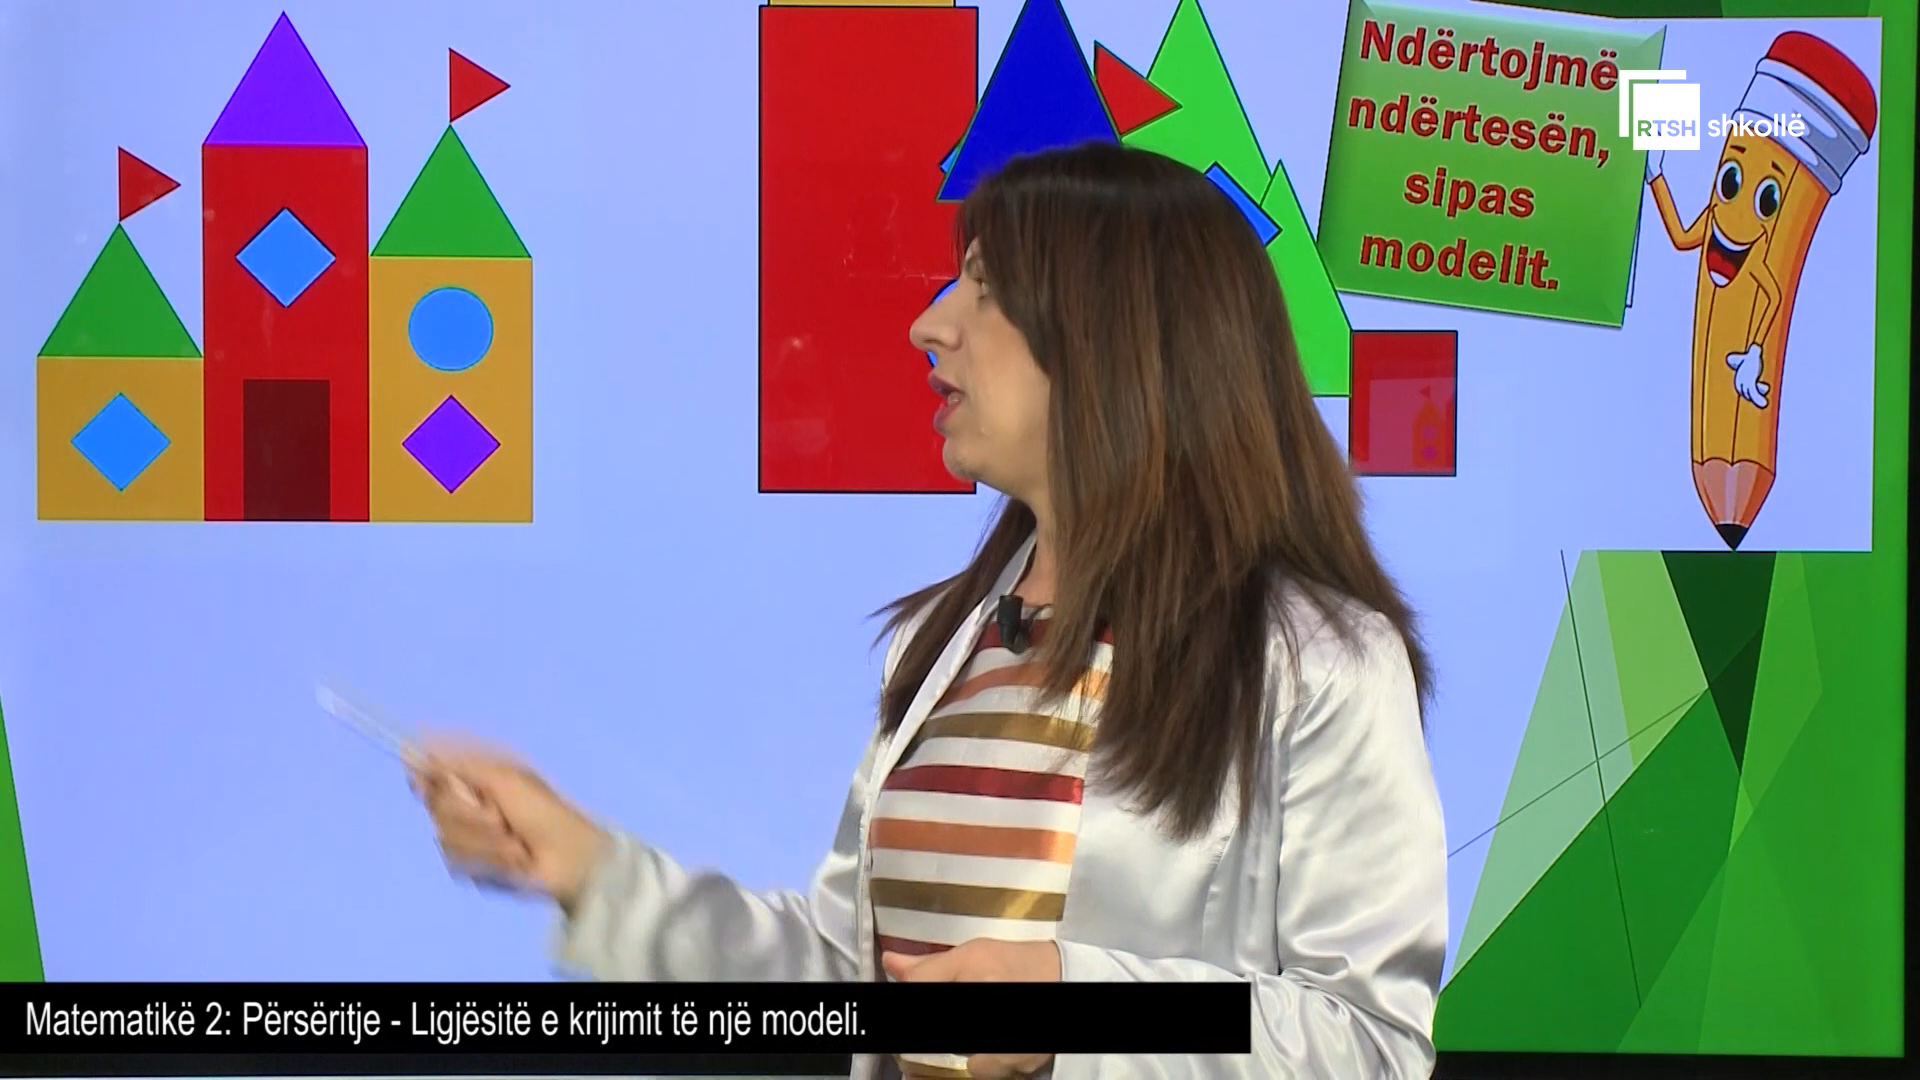 Ndërtojmë
ndërtesën,
sipas
modelit.
RTSH shkollë
Matematikë 2: Përsëritje - Ligjësitë e krijimit të një modeli.